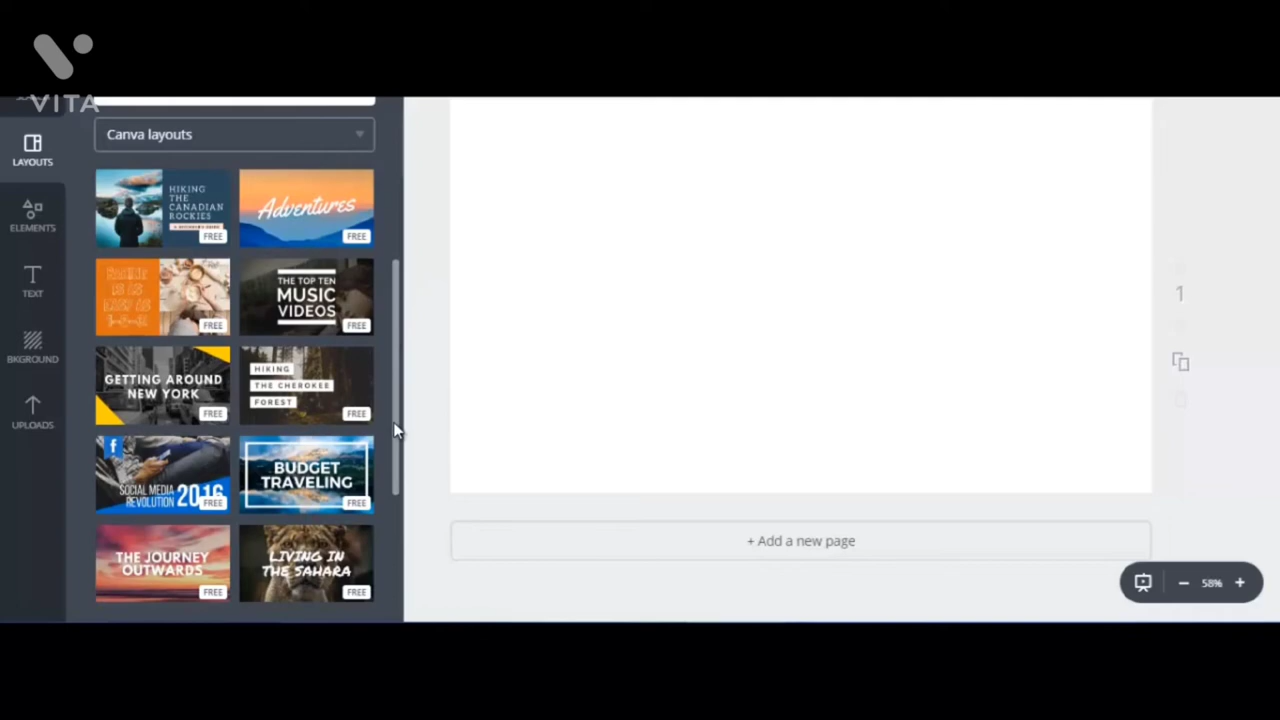 VITA
Canva layouts
LAYOUTS
ELEMENTS
TEXT
BKGROUND
UPLOADS
HIKING
THE
CANADIAN
ROCKIES
FREE
Adventures
FREE
FREE
THE TOP TEN
MUSIC
VIDEOS
FREE
GETTING AROUND
NEW YORK
FREE
HIKING
THE CHEROKEE
FOREST
FREE
f
SOCIAL MEDIA
REVOLUTION 2016
FREE
BUDGET
TRAVELING
FREE
THE JOURNEY
OUTWARDS
FREE
LIVING IN
THE SAHARA
FREE
1
+ Add a new page
− 58% +